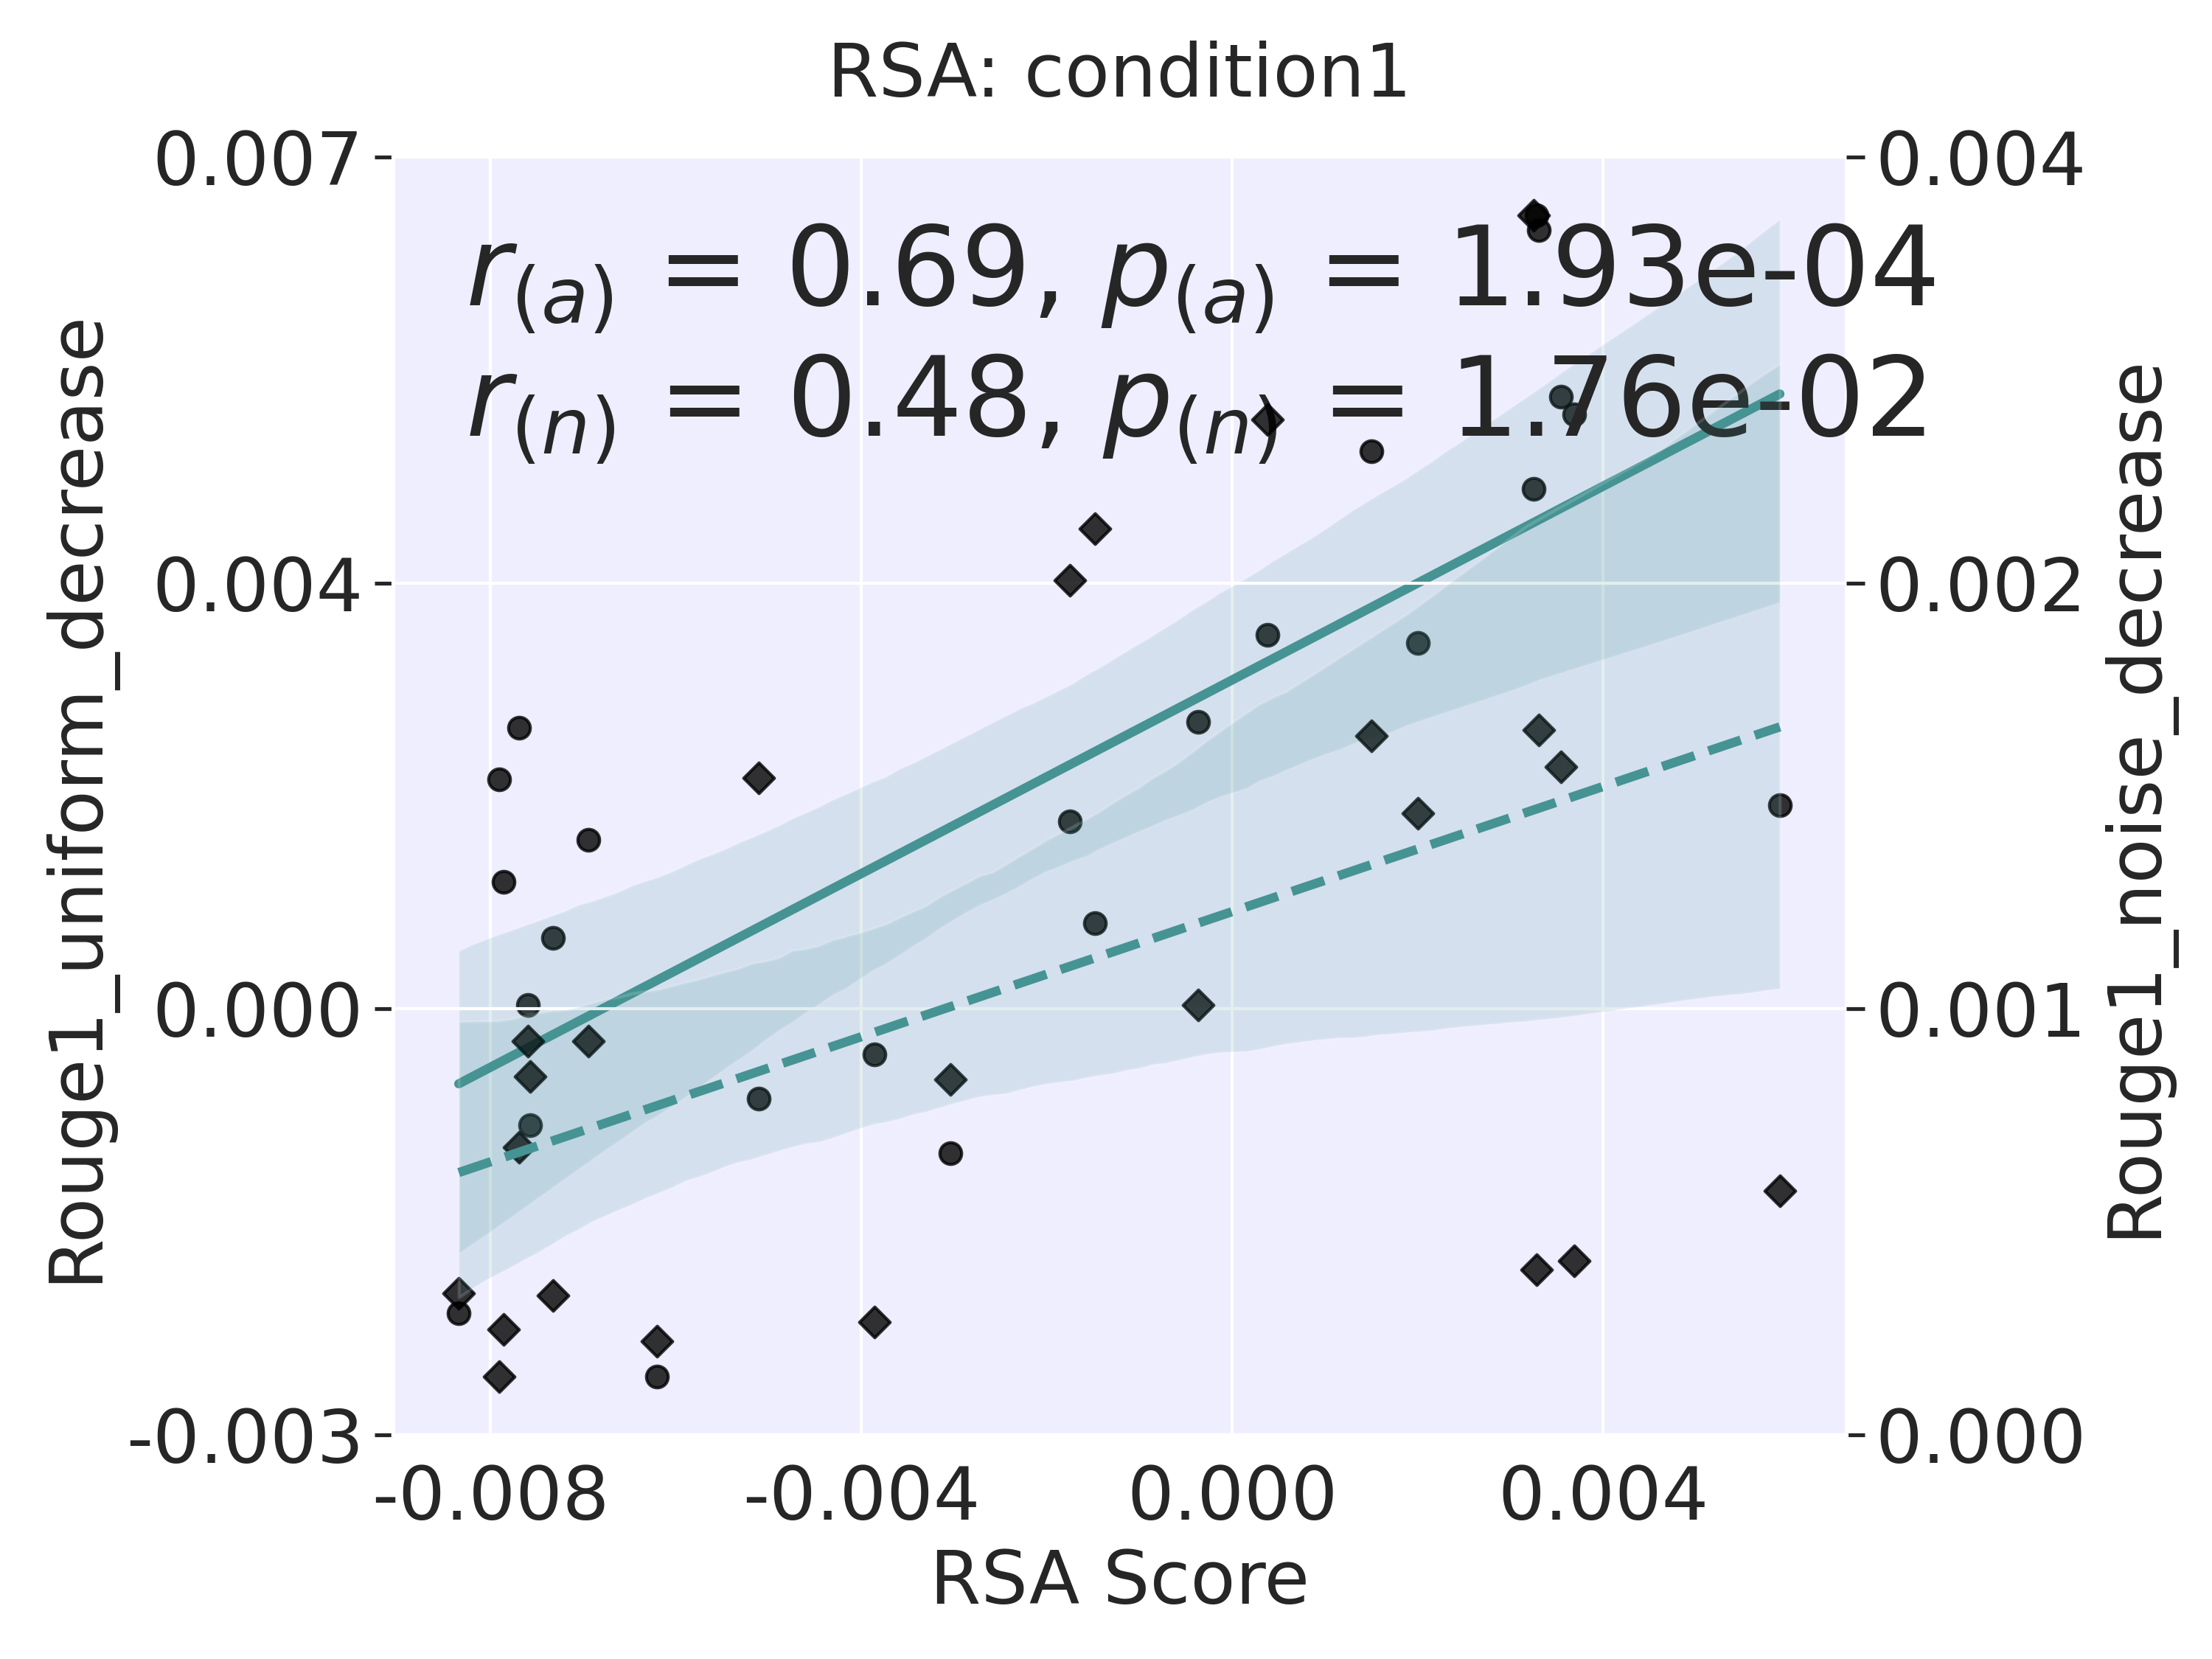 RSA: condition1
0.007
0.004
0.000
-0.003
Rouge1_uniform_decrease
r(a) = 0.69, p(a) = 1.93e-04
r(n) = 0.48, p(n) = 1.76e-02
0.004
0.002
0.001
0.000
Rouge1_noise_decrease
-0.008
-0.004
0.000
0.004
RSA Score